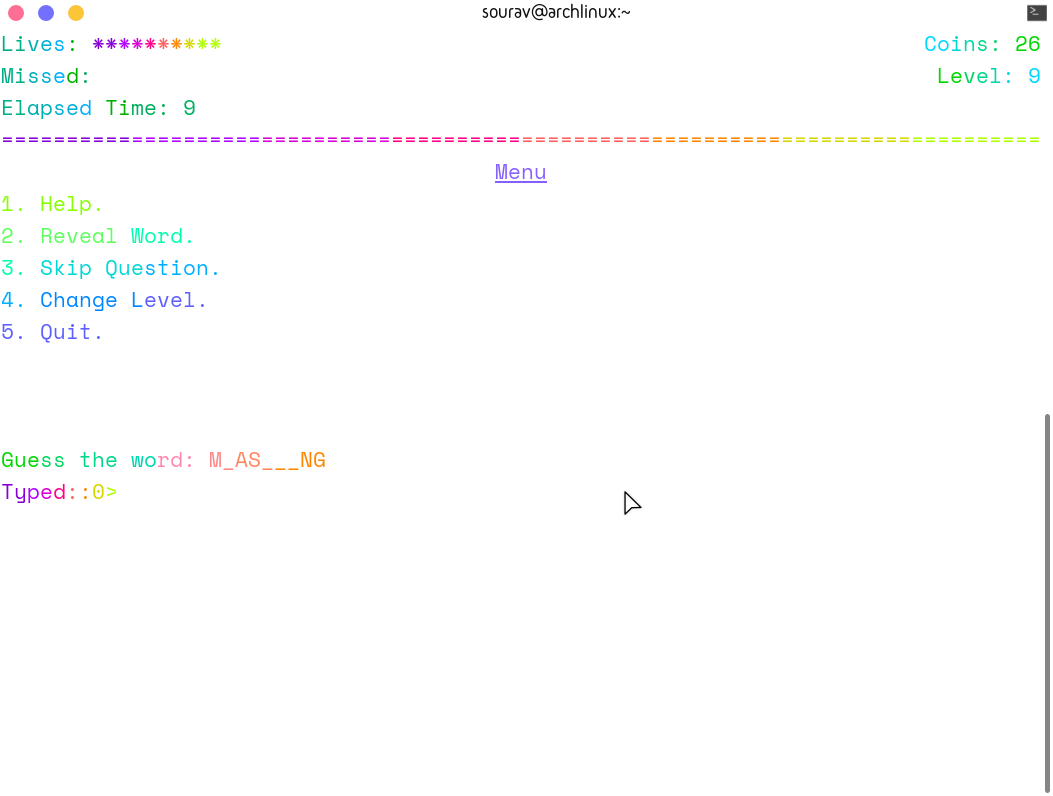 sourav@archlinux:~
Lives: **********
Coins: 26
Missed:
Level: 9
Elapsed Time: 9
================================================================================
Menu
1. Help.
2. Reveal Word.
3. Skip Question.
4. Change Level.
5. Quit.
Guess the word: M_AS___NG
Typed::0>